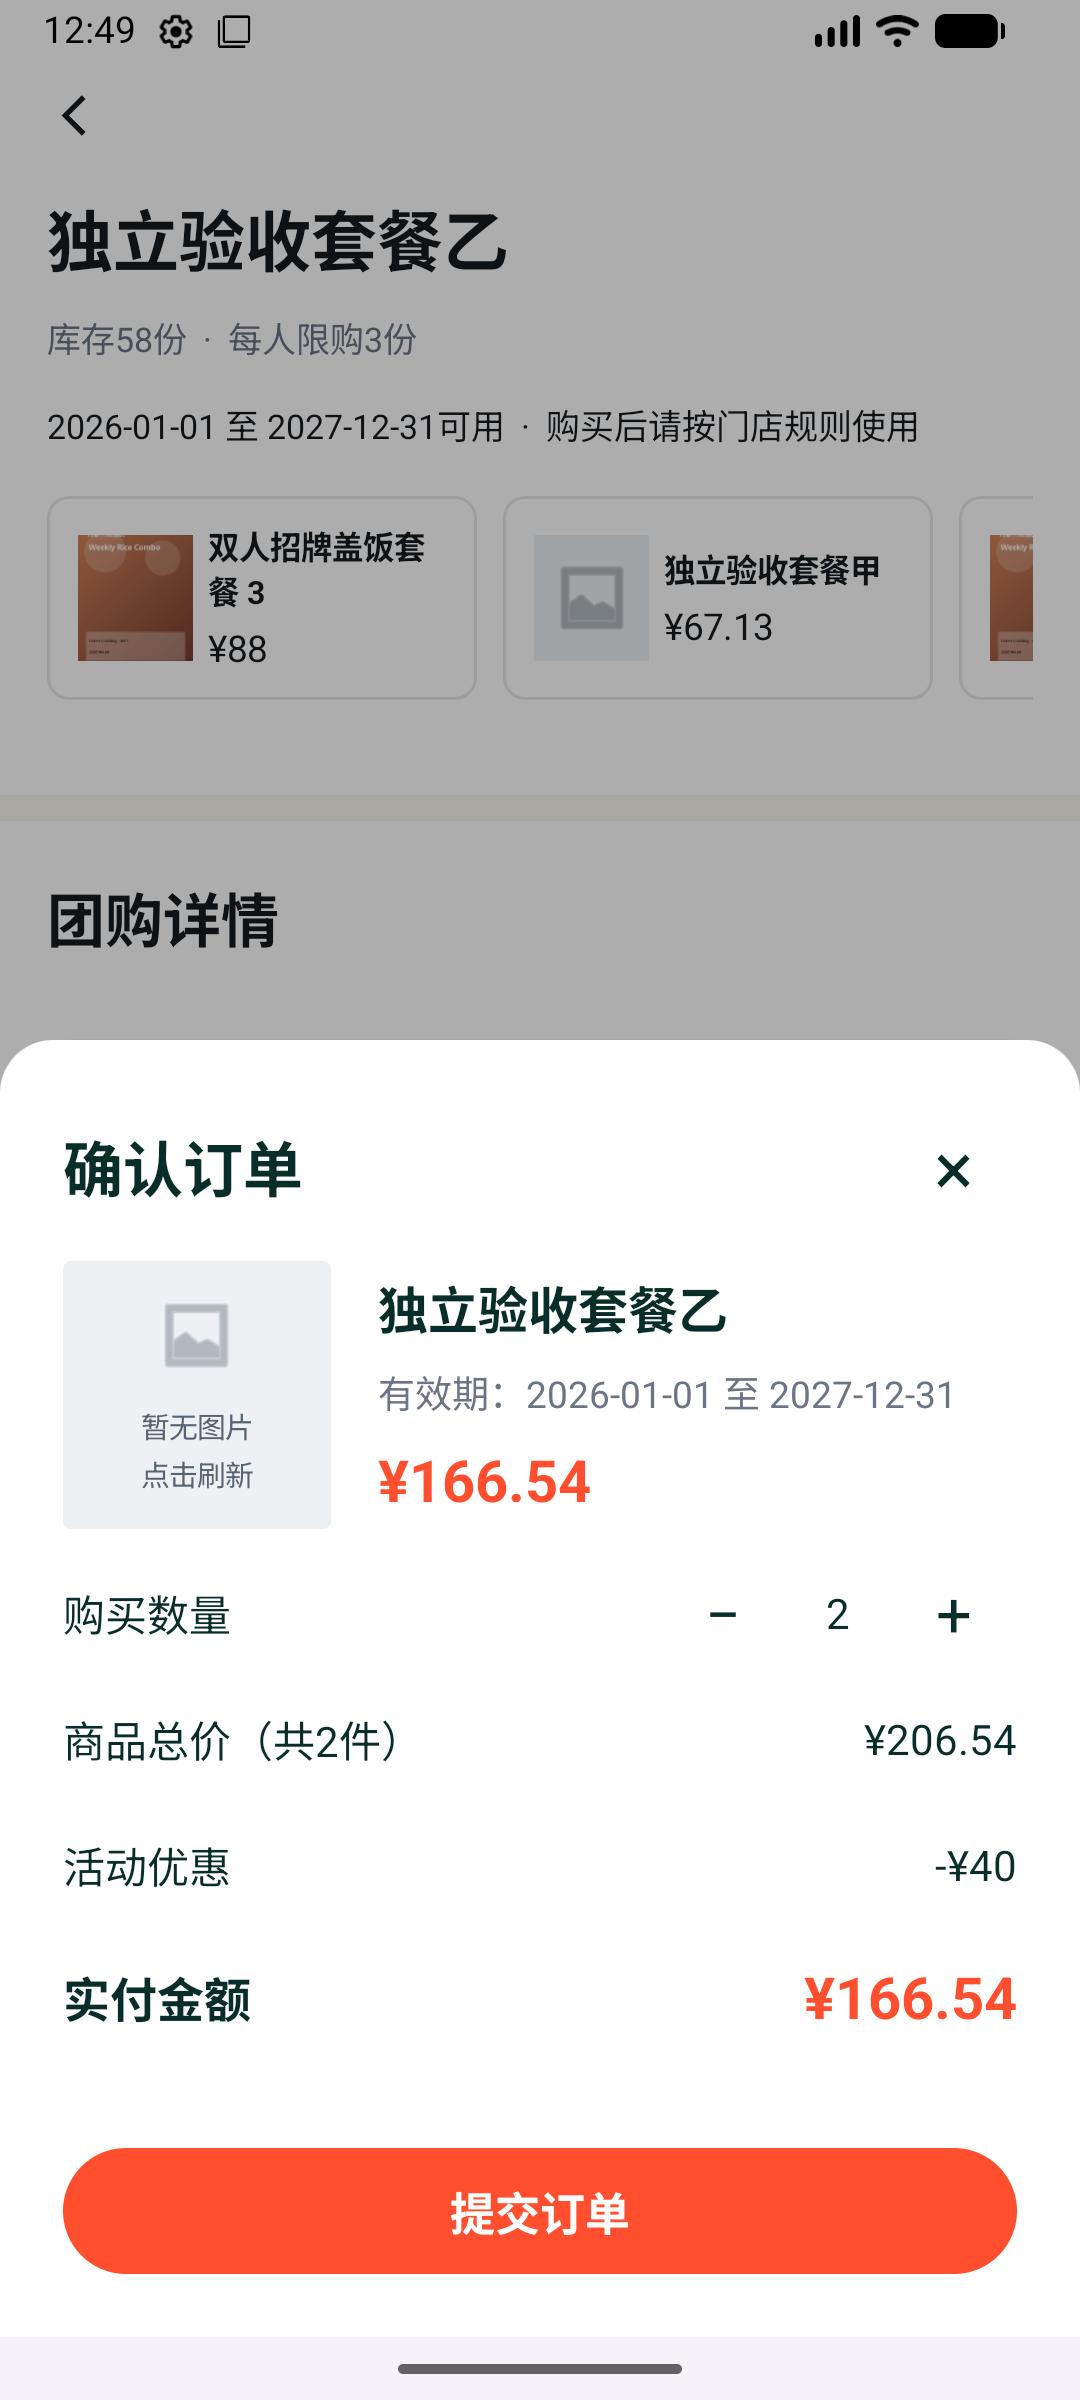 12:49
独立验收套餐乙
库存58份 · 每人限购3份
2026-01-01 至 2027-12-31可用 · 购买后请按门店规则使用
Weekly Rice Combo
双人招牌盖饭套
餐 3
¥88
独立验收套餐甲
¥67.13
Weekly R
团购详情
确认订单
暂无图片
点击刷新
独立验收套餐乙
有效期：2026-01-01 至 2027-12-31
¥166.54
购买数量
− 2 +
商品总价（共2件）
¥206.54
活动优惠
-¥40
实付金额
¥166.54
提交订单